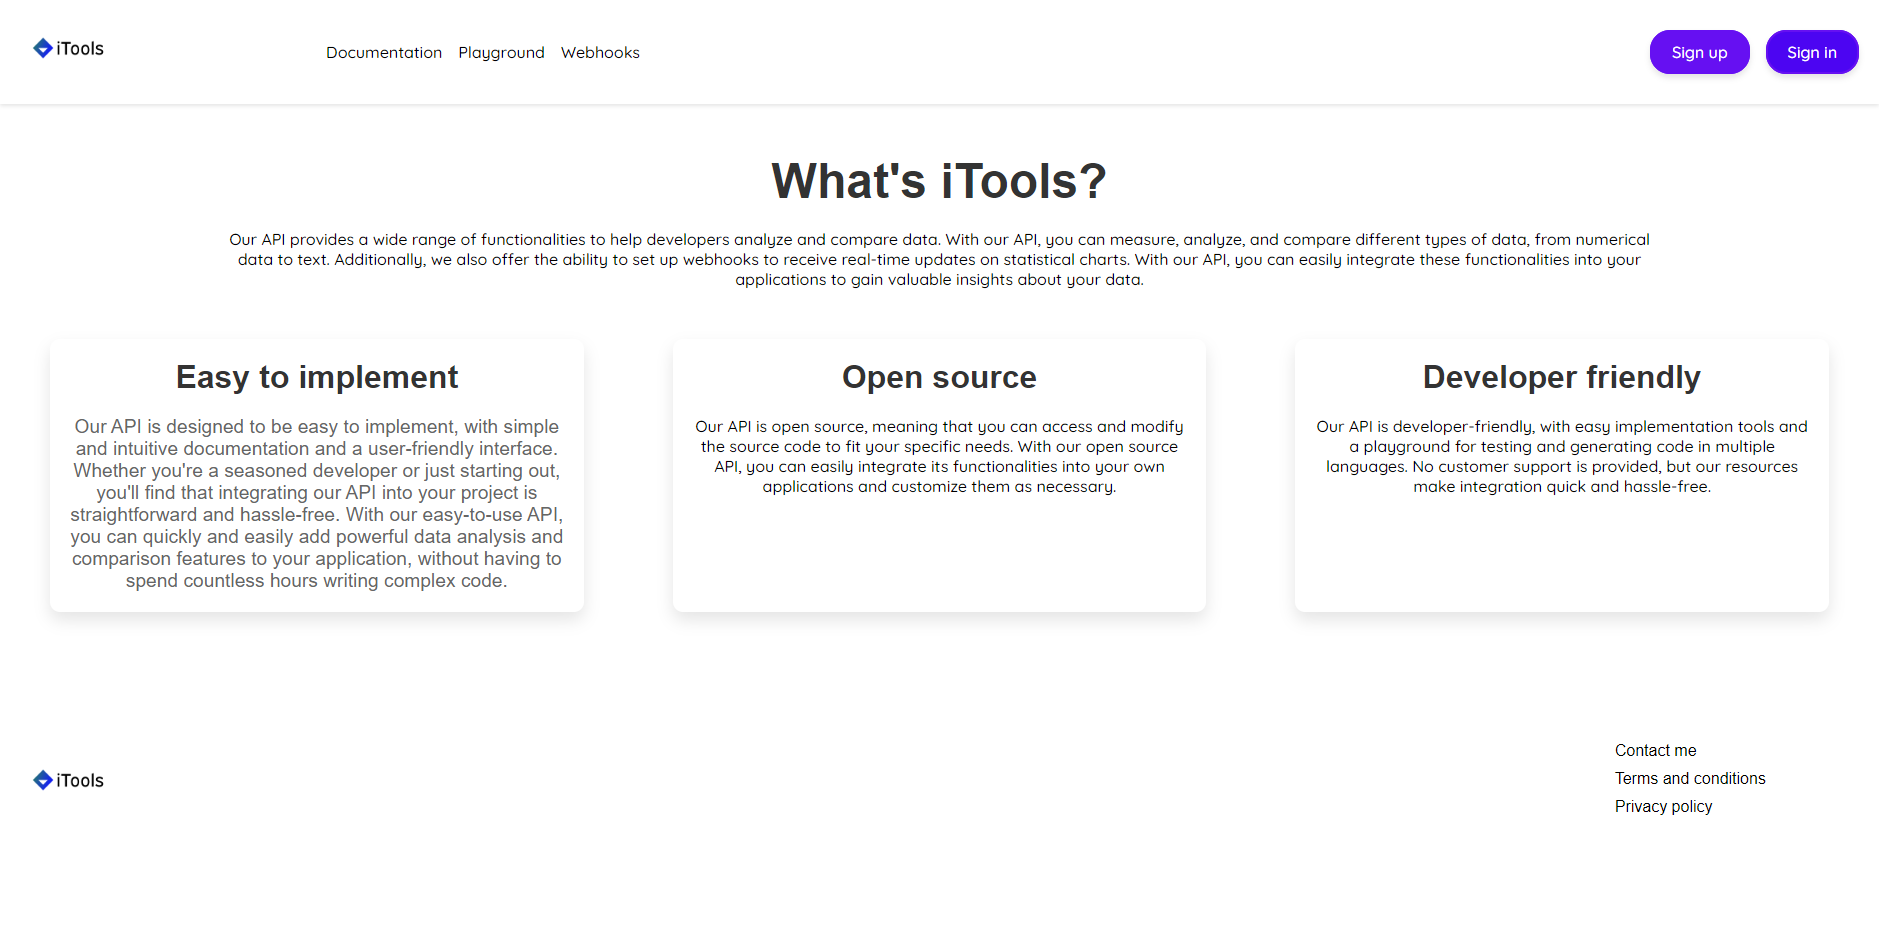 iTools
Documentation Playground Webhooks
Sign up Sign in
What's iTools?
Our API provides a wide range of functionalities to help developers analyze and compare data. With our API, you can measure, analyze, and compare different types of data, from numerical
data to text. Additionally, we also offer the ability to set up webhooks to receive real-time updates on statistical charts. With our API, you can easily integrate these functionalities into your
applications to gain valuable insights about your data.
Easy to implement
Our API is designed to be easy to implement, with simple
and intuitive documentation and a user-friendly interface.
Whether you're a seasoned developer or just starting out,
you'll find that integrating our API into your project is
straightforward and hassle-free. With our easy-to-use API,
you can quickly and easily add powerful data analysis and
comparison features to your application, without having to
spend countless hours writing complex code.
Open source
Our API is open source, meaning that you can access and modify
the source code to fit your specific needs. With our open source
API, you can easily integrate its functionalities into your own
applications and customize them as necessary.
Developer friendly
Our API is developer-friendly, with easy implementation tools and
a playground for testing and generating code in multiple
languages. No customer support is provided, but our resources
make integration quick and hassle-free.
iTools
Contact me
Terms and conditions
Privacy policy